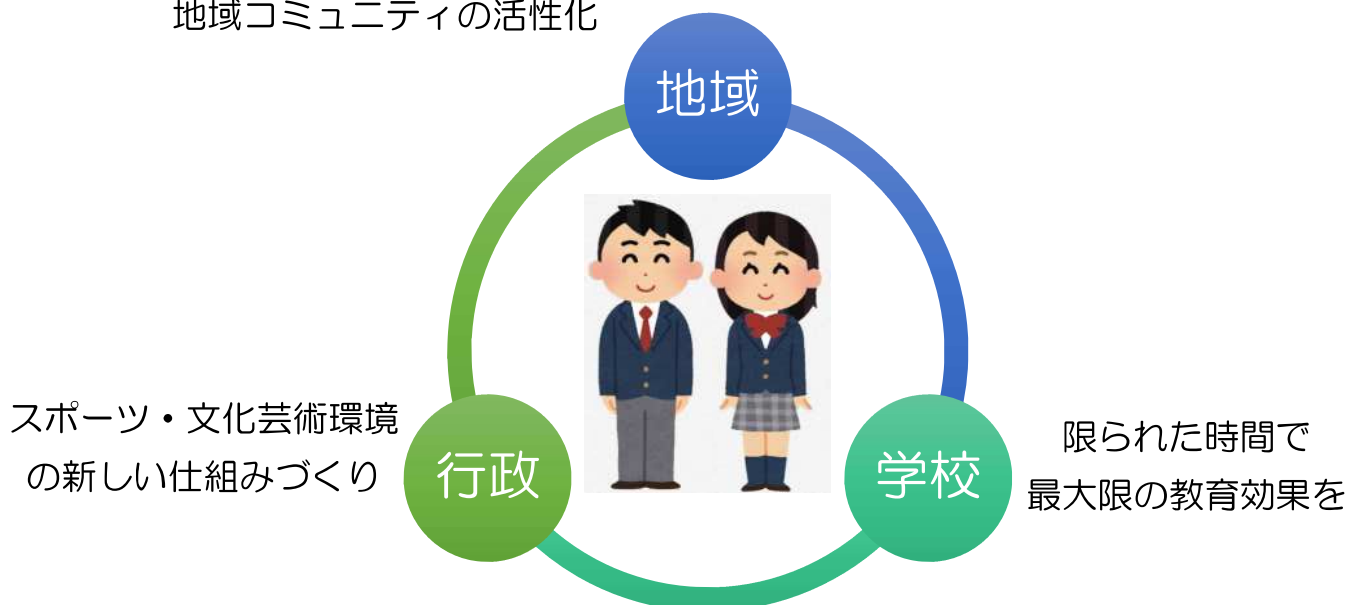 地域コミュニティの活性化
地域
スポーツ・文化芸術環境
の新しい仕組みづくり
行政
学校
限られた時間で
最大限の教育効果を